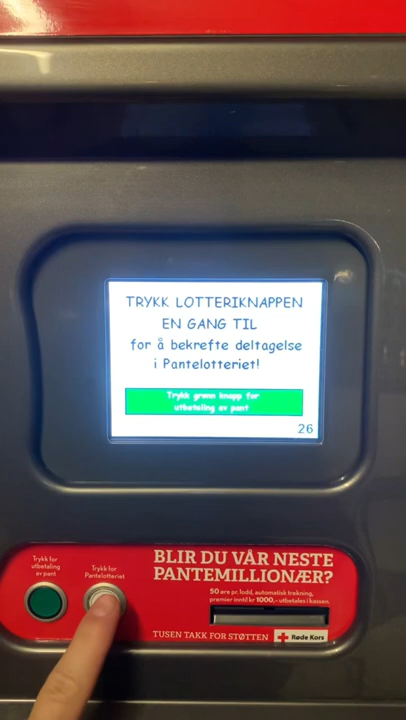 TRYKK LOTTERIKNAPPEN
EN GANG TIL
for å bekrefte deltagelse
i Pantelotteriet!
Trykk grønn knapp for
utbetaling av pant
26
Trykk for
utbetaling
av pant
Trykk for
Pantelotteriet
BLIR DU VÅR NESTE
PANTEMILLIONÆR?
50 øre pr. lodd, automatisk trekning,
premier inntil kr 1000,- utbetales i kassen.
TUSEN TAKK FOR STØTTEN
Røde Kors